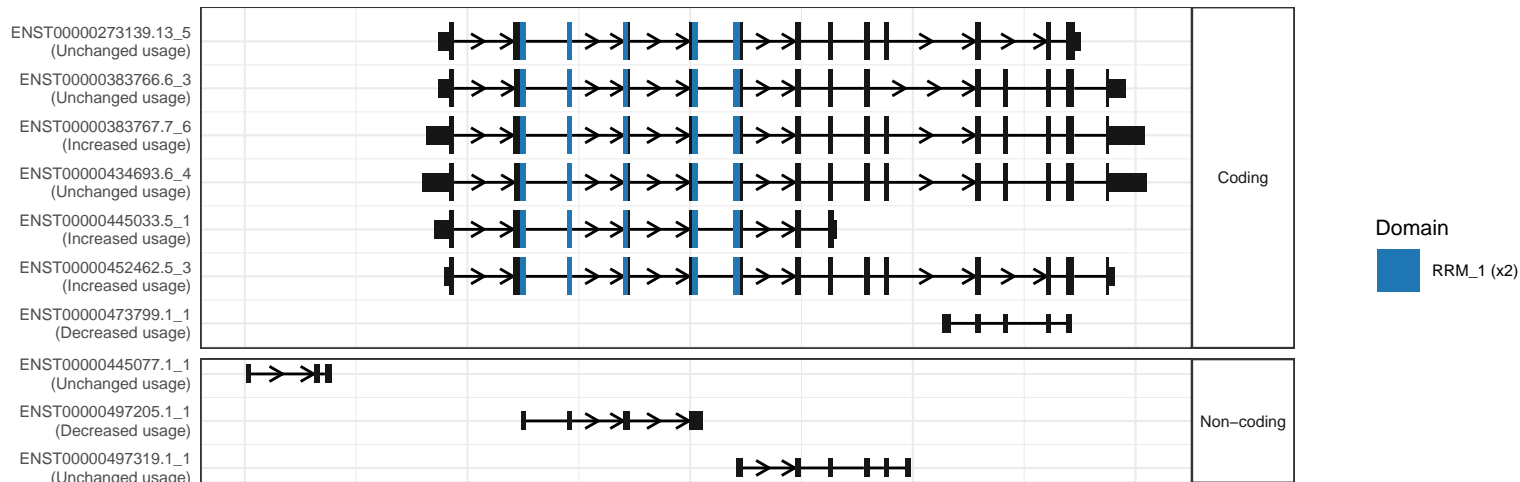 ENST00000273139.13_5
(Unchanged usage)
ENST00000383766.6_3
(Unchanged usage)
ENST00000383767.7_6
(Increased usage)
ENST00000434693.6_4
(Unchanged usage)
ENST00000445033.5_1
(Increased usage)
ENST00000452462.5_3
(Increased usage)
ENST00000473799.1_1
(Decreased usage)
Coding
ENST00000445077.1_1
(Unchanged usage)
ENST00000497205.1_1
(Decreased usage)
ENST00000497319.1_1
(Unchanged usage)
Non−coding
Domain
RRM_1 (x2)